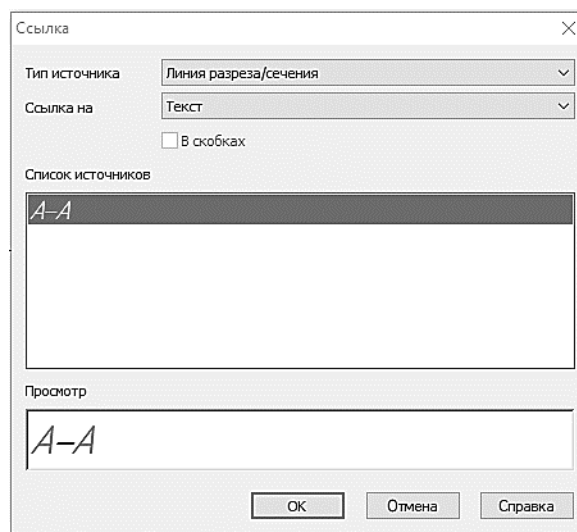 Ссылка
Тип источника Линия разреза/сечения
Ссылка на Текст
В скобках
Список источников
А–А
Просмотр
А–А
ОК Отмена Справка